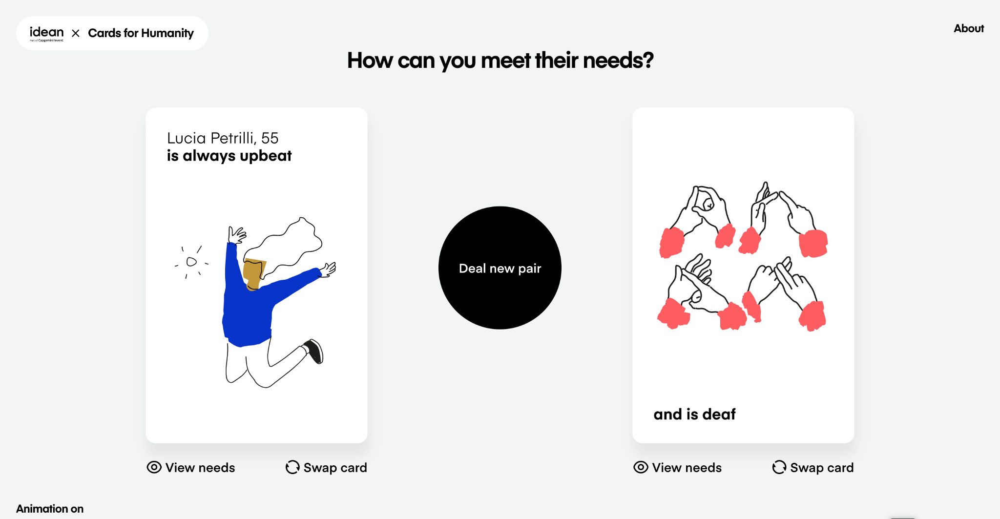 idean
Part of Capgemini Invent
× Cards for Humanity
About
How can you meet their needs?
Lucia Petrilli, 55
is always upbeat
Deal new pair
and is deaf
View needs
Swap card
View needs
Swap card
Animation on